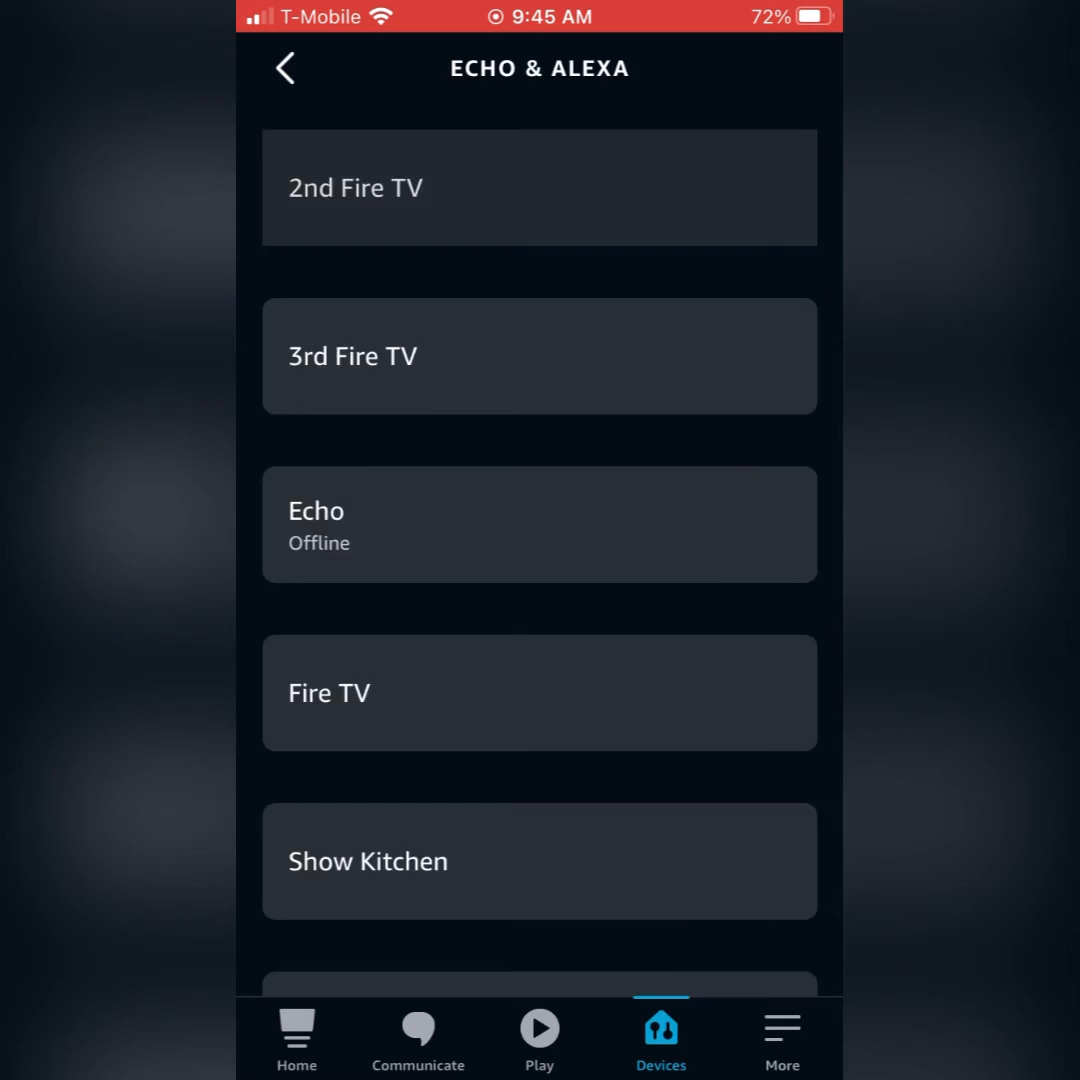 T-Mobile 9:45 AM 72%
ECHO & ALEXA
2nd Fire TV
3rd Fire TV
Echo
Offline
Fire TV
Show Kitchen
Home Communicate Play Devices More